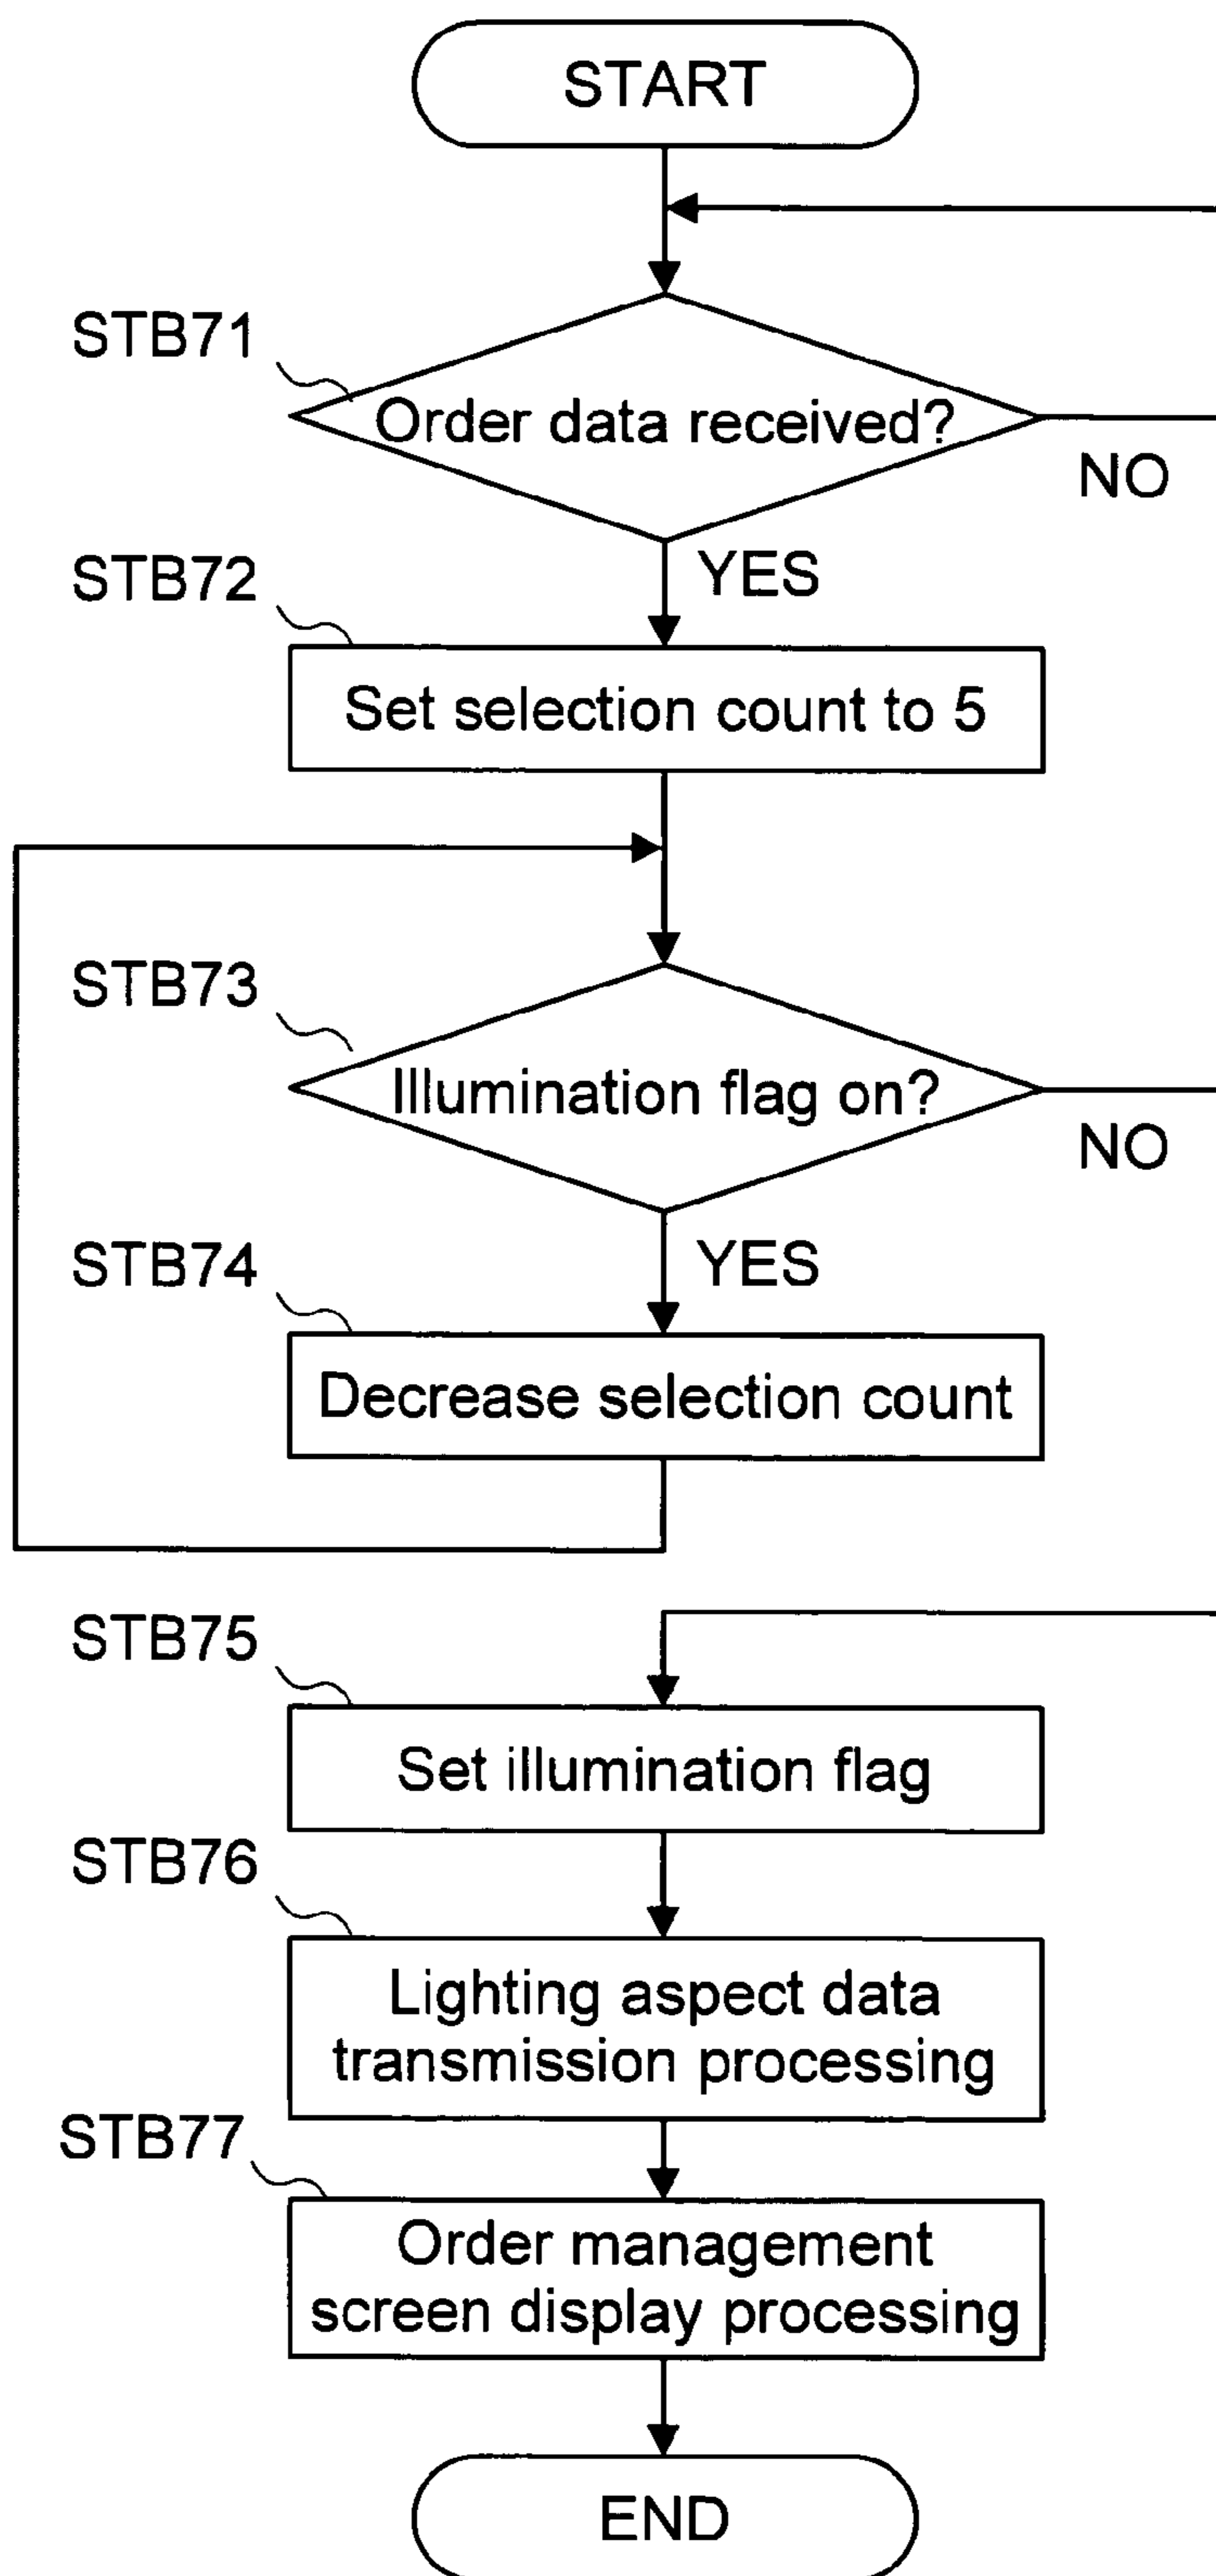 START
STB71
Order data received?
NO
YES
STB72
Set selection count to 5
STB73
Illumination flag on?
NO
YES
STB74
Decrease selection count
STB75
Set illumination flag
STB76
Lighting aspect data
transmission processing
STB77
Order management
screen display processing
END